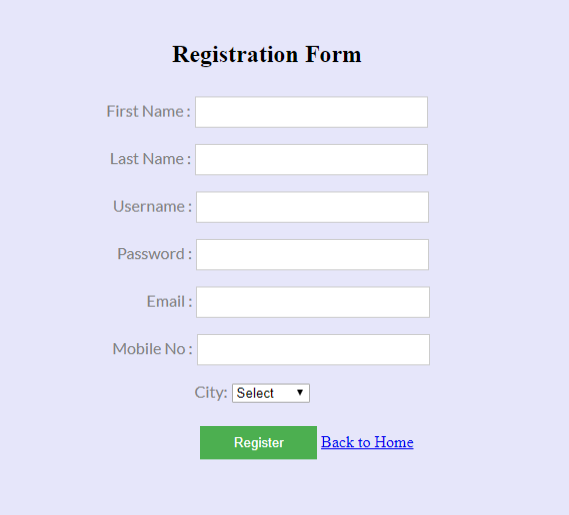 Registration Form
First Name :
Last Name :
Username :
Password :
Email :
Mobile No :
City: Select
Register Back to Home